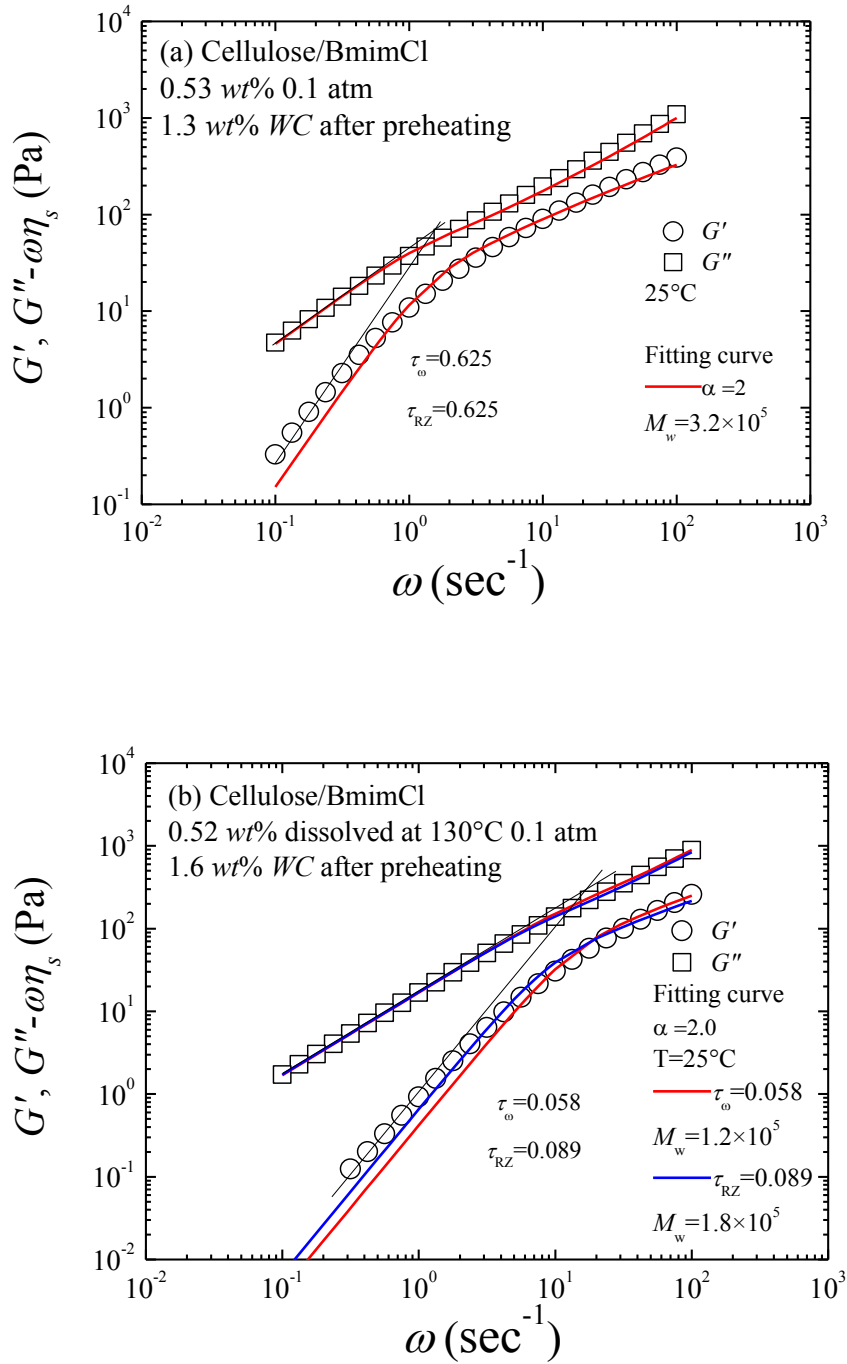 (a) Cellulose/BmimCl
0.53 wt% 0.1 atm
1.3 wt% WC after preheating
G', G''-ωηs (Pa)
10^4
10^3
10^2
10^1
10^0
10^-1
G'
G''
25°C
τω=0.625
τRZ=0.625
Fitting curve
α =2
Mw=3.2×10^5
10^-2 10^-1 10^0 10^1 10^2 10^3
ω (sec^-1)
(b) Cellulose/BmimCl
0.52 wt% dissolved at 130°C 0.1 atm
1.6 wt% WC after preheating
G', G''-ωηs (Pa)
10^4
10^3
10^2
10^1
10^0
10^-1
10^-2
G'
G''
Fitting curve
α =2.0
T=25°C
τω=0.058
τRZ=0.089
τω=0.058
Mw=1.2×10^5
τRZ=0.089
Mw=1.8×10^5
10^-2 10^-1 10^0 10^1 10^2 10^3
ω (sec^-1)